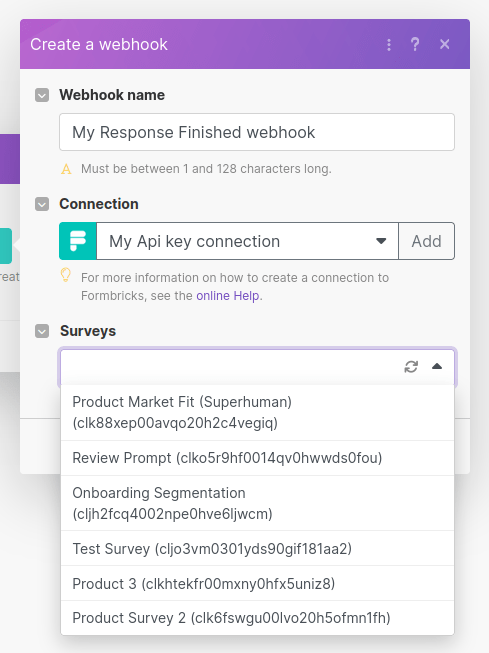 Create a webhook
Webhook name
My Response Finished webhook
Must be between 1 and 128 characters long.
Connection
My Api key connection
Add
reat
For more information on how to create a connection to
Formbricks, see the online Help.
Surveys
Product Market Fit (Superhuman)
(clk88xep00avqo20h2c4vegiq)
Review Prompt (clko5r9hf0014qv0hwwds0fou)
Onboarding Segmentation
(cljh2fcq4002npe0hve6ljwcm)
Test Survey (cljo3vm0301yds90gif181aa2)
Product 3 (clkhtekfr00mxny0hfx5uniz8)
Product Survey 2 (clk6fswgu00lvo20h5ofmn1fh)